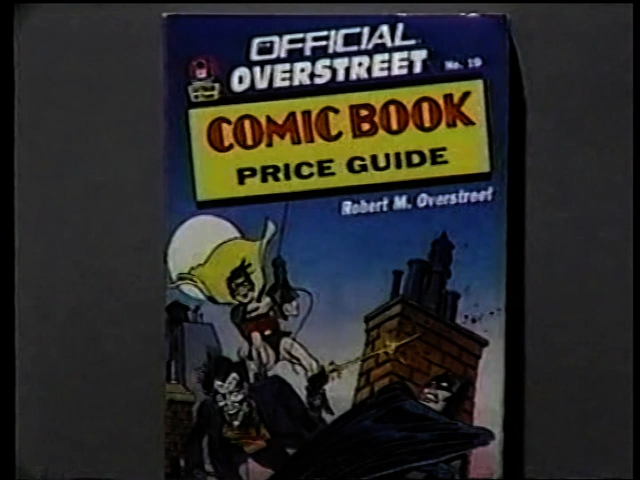 OFFICIAL
OVERSTREET
No. 19
COMIC BOOK
PRICE GUIDE
Robert M. Overstreet